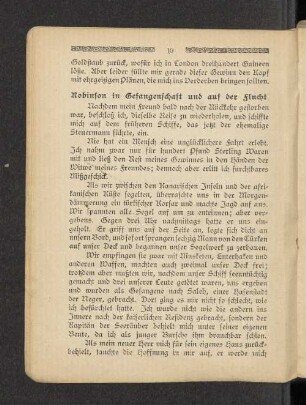 10
Goldstaub zurück, wofür ich in London dreihundert Guineen
löste. Aber leider füllte mir gerade dieser Gewinn den Kopf
mit ehrgeizigen Plänen, die mich ins Verderben bringen sollten.
Robinson in Gefangenschaft und auf der Flucht
Nachdem mein Freund bald nach der Rückkehr gestorben
war, beschloß ich, dieselbe Reise zu wiederholen, und schiffte
mich auf dem früheren Schiffe, das jetzt der ehemalige
Steuermann führte, ein.
Nie hat ein Mensch eine unglücklichere Fahrt erlebt.
Ich nahm zwar nur für hundert Pfund Sterling Waren
mit und ließ den Rest meines Gewinnes in den Händen der
Witwe meines Freundes; dennoch aber erlitt ich furchtbares
Mißgeschick.
Als wir zwischen den Kanarischen Inseln und der afri-
kanischen Küste segelten, überraschte uns in der Morgen-
dämmerung ein türkischer Korsar und machte Jagd auf uns.
Wir spannten alle Segel auf um zu entrinnen; aber ver-
gebens. Gegen drei Uhr nachmittags hatte er uns ein-
geholt. Er griff uns auf der Seite an, legte sich dicht an
unsern Bord, und sofort sprangen sechzig Mann von den Türken
auf unser Deck und begannen unser Segelwerk zu zerhauen.
Wir empfingen sie zwar mit Musketen, Enterhaken und
anderen Waffen, machten auch zweimal unser Deck frei;
trotzdem aber mußten wir, nachdem unser Schiff seeuntüchtig
gemacht und drei unserer Leute getötet waren, uns ergeben
und wurden als Gefangene nach Saleh, einer Hafenstadt
der Neger, gebracht. Dort ging es mir nicht so schlecht, wie
ich befürchtet hatte. Ich wurde nicht wie die andern ins
Innere nach der kaiserlichen Residenz gebracht, sondern der
Kapitän der Seeräuber behielt mich unter seiner eigenen
Beute, da ich als junger Bursche ihm brauchbar schien.
Als mein neuer Herr mich für sein eigenes Haus zurück-
behielt, tauchte die Hoffnung in mir auf, er werde mich